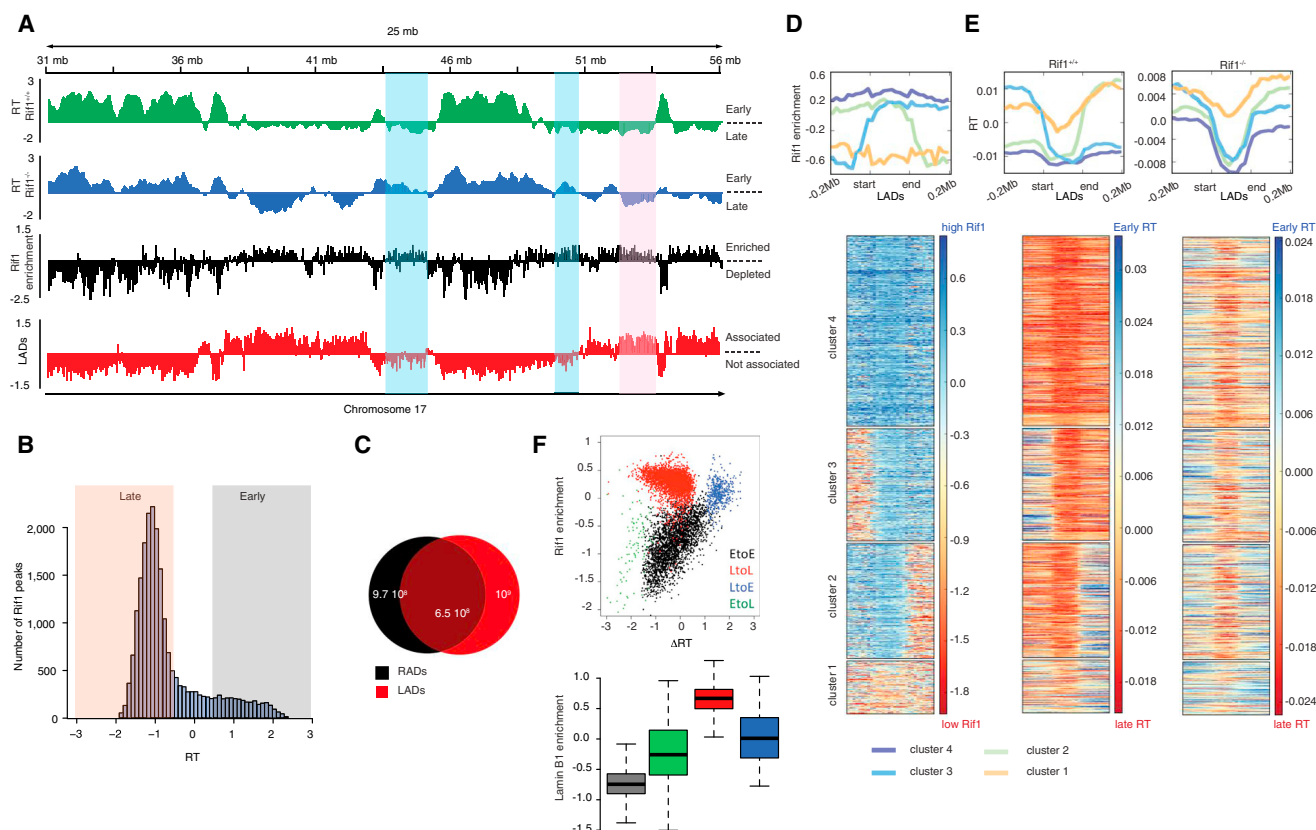 A
25 mb
31 mb
36 mb
46 mb
51 mb
56 mb
RT
Rif1+/+
3
-2
Early
Late
RT
Rif1-/-
3
-2
Early
Late
Rif1
enrichment
1.5
-2.5
Enriched
Depleted
LADs
1.5
-1.5
Associated
Not associated
Chromosome 17
B
Late
Early
Number of Rif1 peaks
2,000
1,500
1,000
500
0
−3
−2
−1
0
1
2
3
RT
C
9.7 10⁸
6.5 10⁸
10⁹
RADs
LADs
D
Rif1 enrichment
0.6
0.2
-0.2
-0.6
-0.2Mb
start
end
0.2Mb
LADs
high Rif1
0.6
0.3
0.0
-0.3
-0.6
-0.9
-1.2
-1.5
-1.8
low Rif1
cluster 4
cluster 3
cluster 2
cluster 1
E
Rif1+/+
RT
0.01
0.0
-0.01
-0.2Mb
start
end
0.2Mb
LADs
Rif1-/-
0.008
0.004
0.000
-0.004
-0.008
-0.2Mb
start
end
0.2Mb
LADs
Early RT
0.03
0.024
0.018
0.012
0.006
0.000
-0.006
-0.012
-0.018
late RT
Early RT
0.024
0.018
0.012
0.006
0.000
-0.006
-0.012
-0.018
-0.024
late RT
cluster 4
cluster 2
cluster 3
cluster 1
F
Rif1 enrichment
1
0.5
0
-0.5
-1
-1.5
-2
EtoE
LtoL
LtoE
EtoL
-3
-2
-1
0
1
2
3
ΔRT
Lamin B1 enrichment
1.0
0.5
0.0
-0.5
-1.0
-1.5